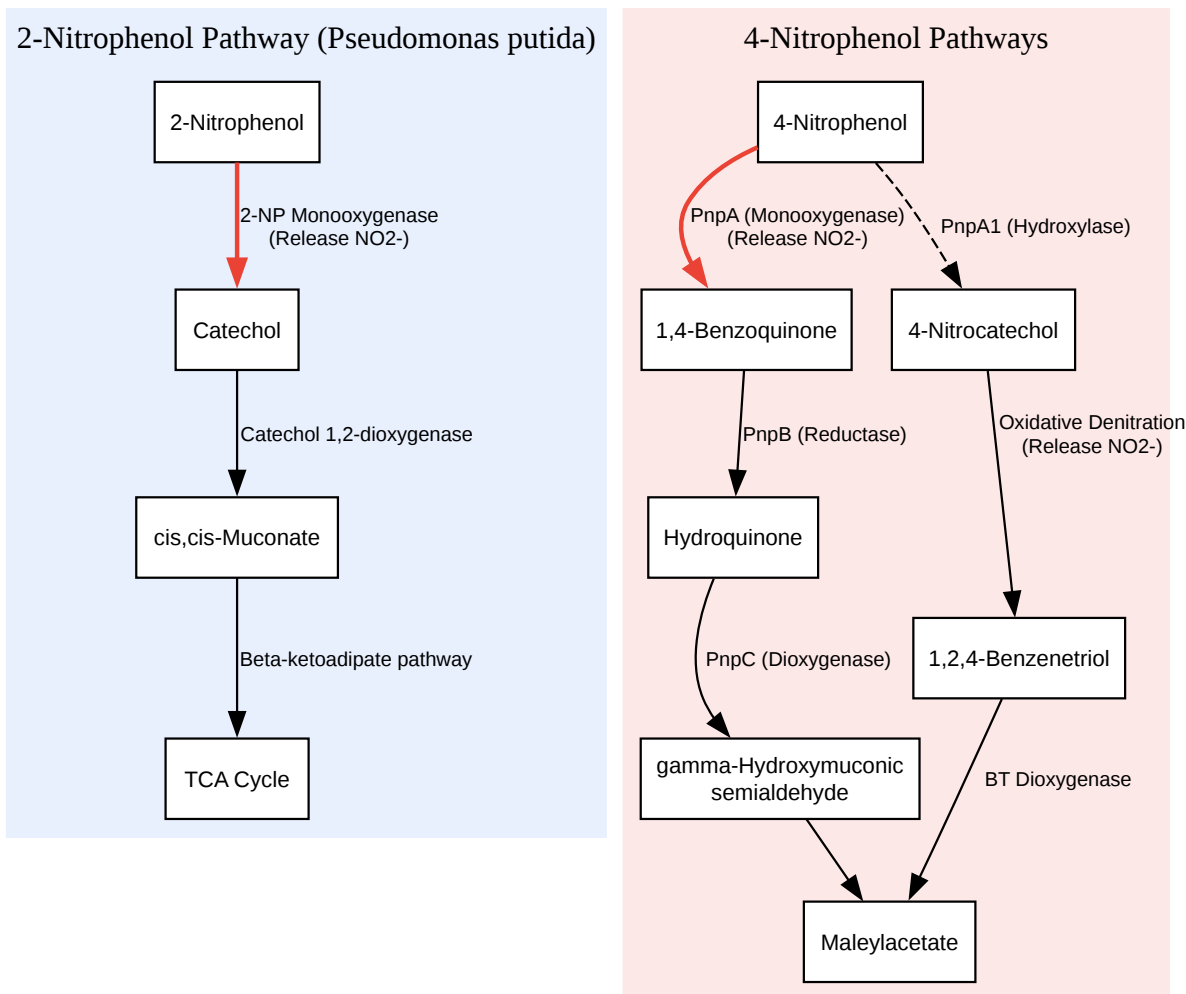 2-Nitrophenol Pathway (Pseudomonas putida)
2-Nitrophenol
2-NP Monooxygenase
(Release NO2-)
Catechol
Catechol 1,2-dioxygenase
cis,cis-Muconate
Beta-ketoadipate pathway
TCA Cycle
4-Nitrophenol Pathways
4-Nitrophenol
PnpA (Monooxygenase)
(Release NO2-)
PnpA1 (Hydroxylase)
1,4-Benzoquinone
4-Nitrocatechol
PnpB (Reductase)
Oxidative Denitration
(Release NO2-)
Hydroquinone
PnpC (Dioxygenase)
1,2,4-Benzenetriol
gamma-Hydroxymuconic
semialdehyde
BT Dioxygenase
Maleylacetate